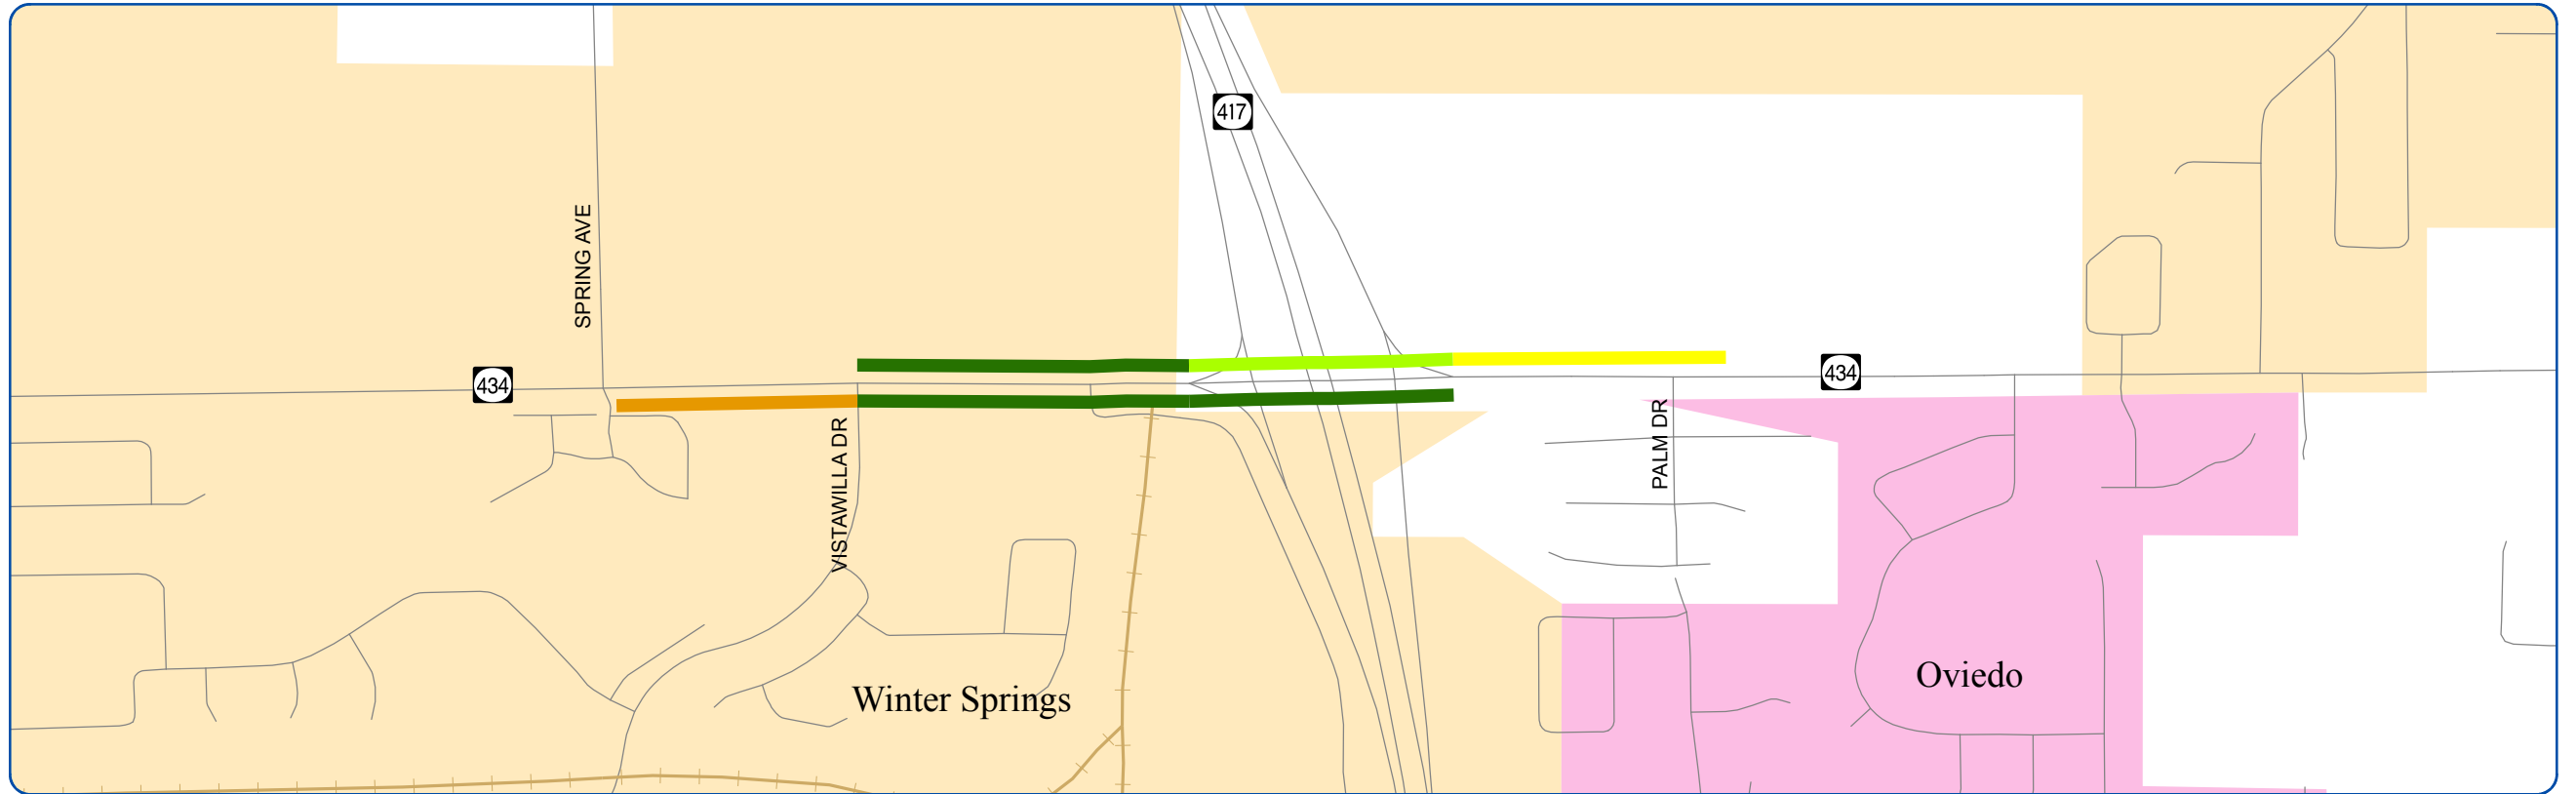 417
SPRING AVE
434
434
PALM DR
VISTAWILLA DR
Oviedo
Winter Springs